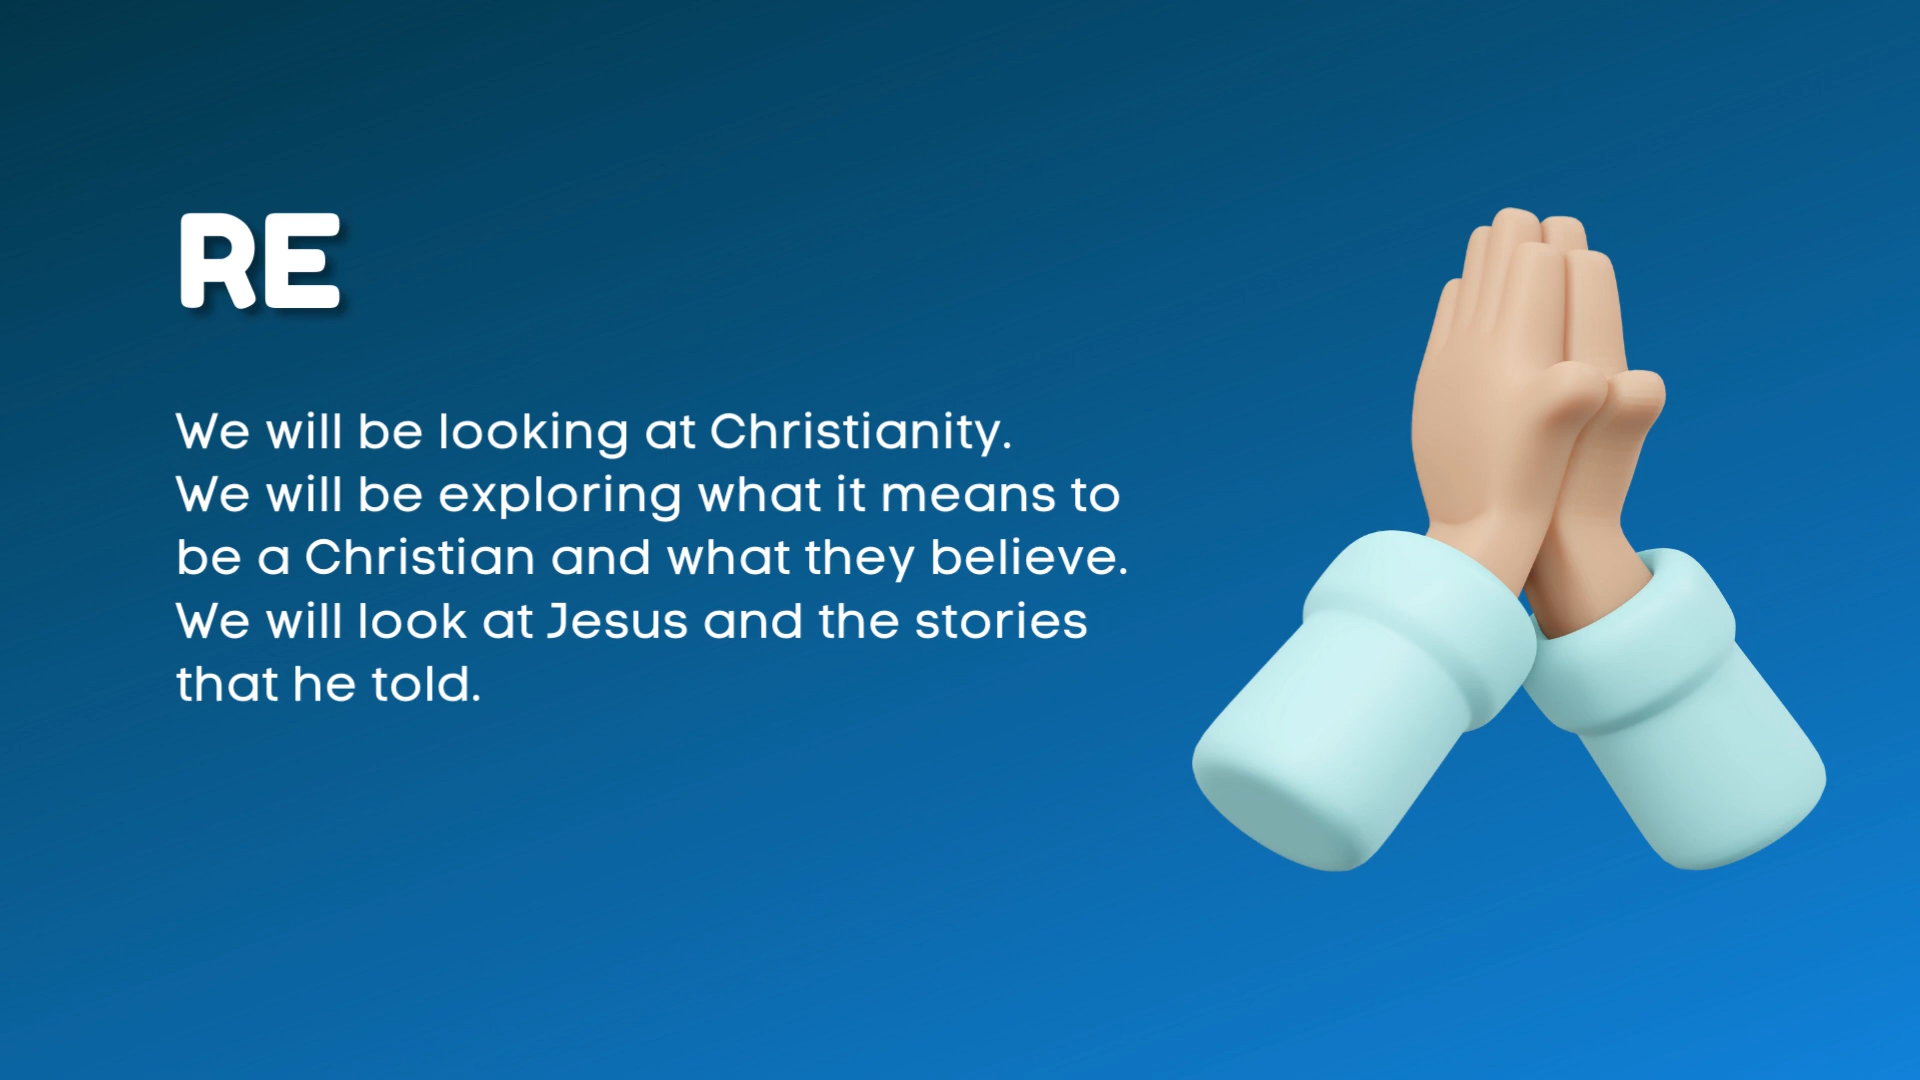 RE
We will be looking at Christianity.
We will be exploring what it means to
be a Christian and what they believe.
We will look at Jesus and the stories
that he told.